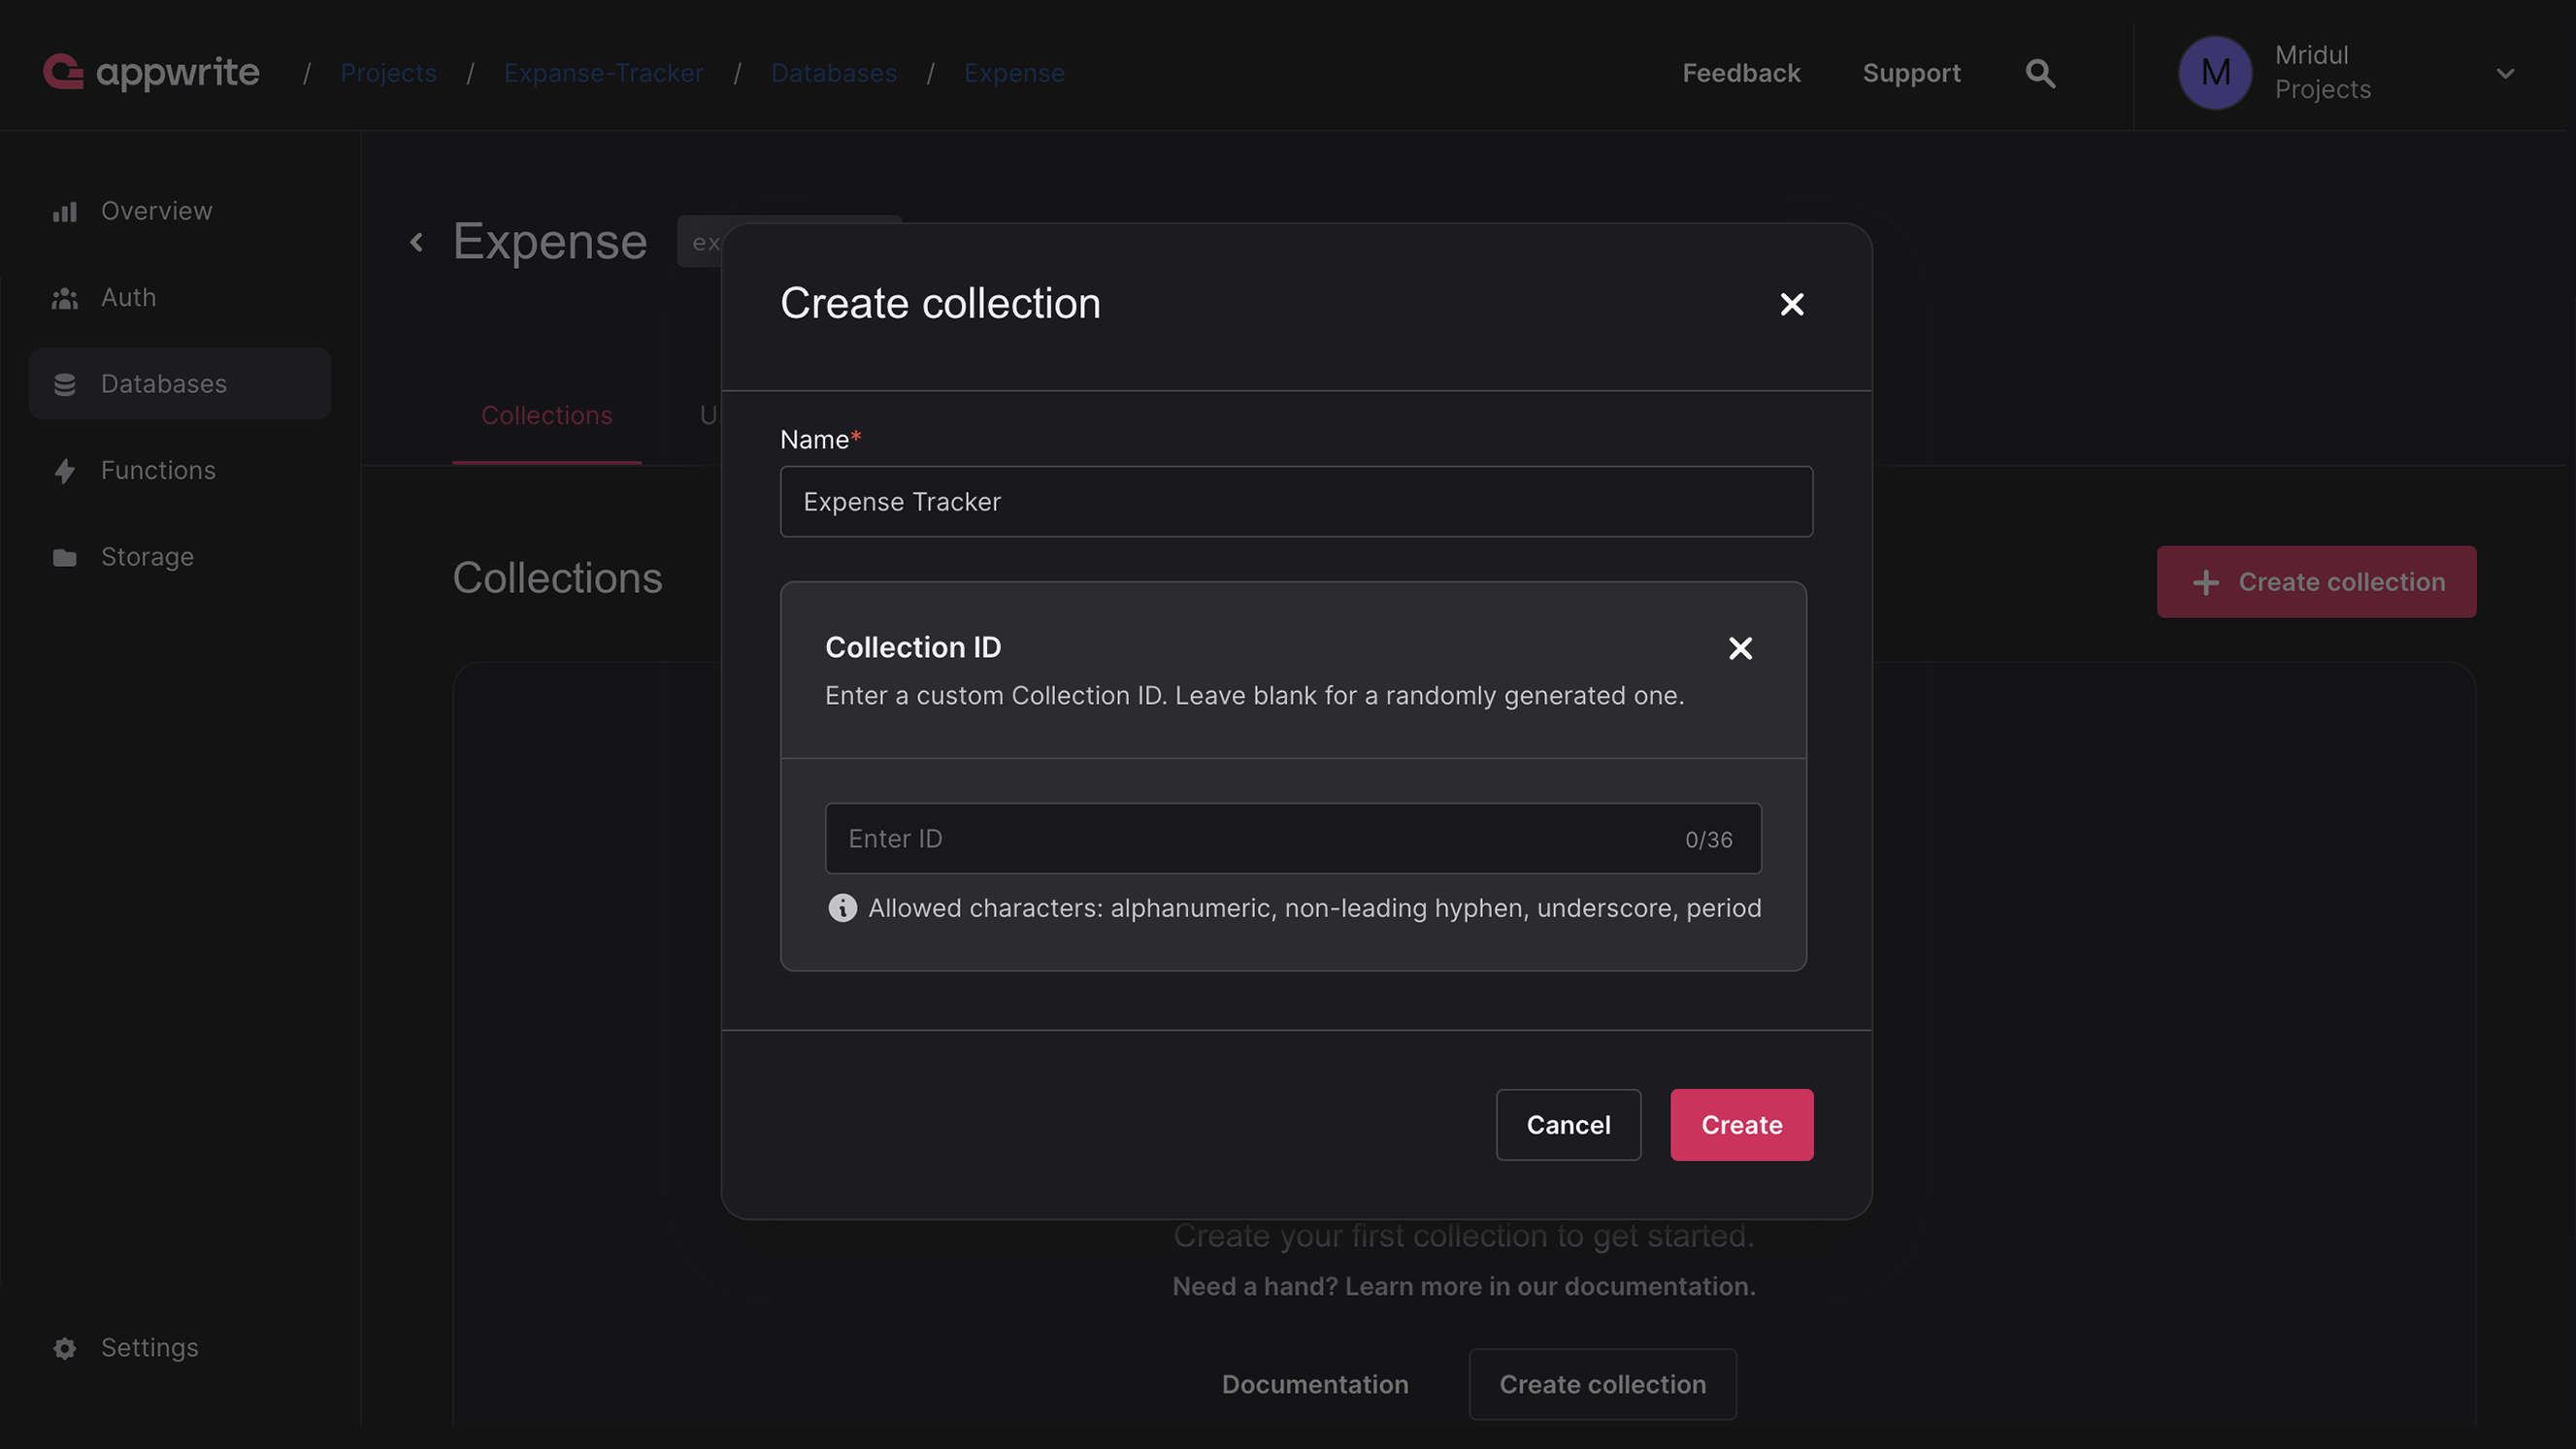 appwrite / Projects / Expanse-Tracker / Databases / Expense
Feedback
Support
M
Mridul
Projects
Overview
Auth
Databases
Functions
Storage
Settings
Expense
Collections
Collections
Create collection
Create collection
Name*
Expense Tracker
Collection ID
Enter a custom Collection ID. Leave blank for a randomly generated one.
Enter ID 0/36
Allowed characters: alphanumeric, non-leading hyphen, underscore, period
Cancel
Create
Create your first collection to get started.
Need a hand? Learn more in our documentation.
Documentation
Create collection